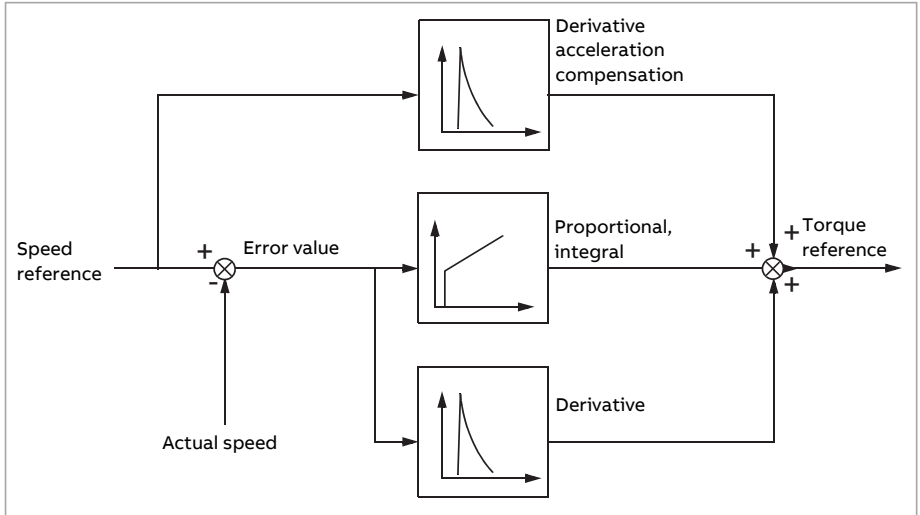 Derivative
acceleration
compensation
Speed
reference
+
-
Error value
Proportional,
integral
+
+
+
Torque
reference
Actual speed
Derivative